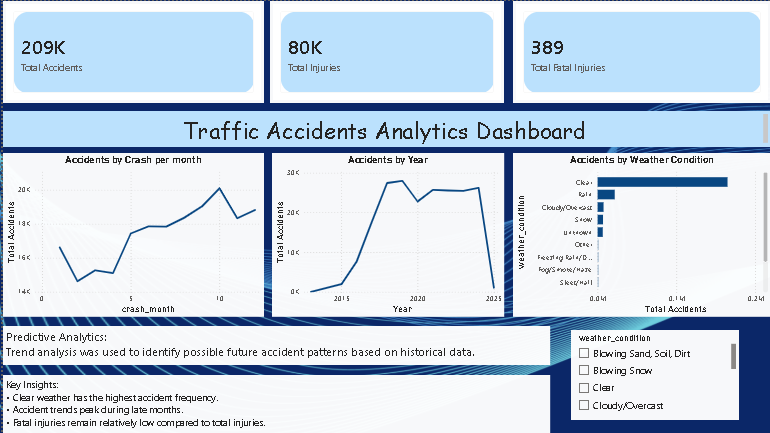 209K
Total Accidents
80K
Total Injuries
389
Total Fatal Injuries
Traffic Accidents Analytics Dashboard
Accidents by Crash per month
Total Accidents
20K
18K
16K
14K
0
5
10
crash_month
Accidents by Year
Total Accidents
30K
20K
10K
0K
2015
2020
2025
Year
Accidents by Weather Condition
weather_condition
Clear
Rain
Cloudy/Overcast
Snow
Unknown
Other
Freezing Rain/D...
Fog/Smoke/Haze
Sleet/Hail
0.0M
0.1M
0.2M
Total Accidents
Predictive Analytics:
Trend analysis was used to identify possible future accident patterns based on historical data.
Key Insights:
• Clear weather has the highest accident frequency.
• Accident trends peak during late months.
• Fatal injuries remain relatively low compared to total injuries.
weather_condition
Blowing Sand, Soil, Dirt
Blowing Snow
Clear
Cloudy/Overcast